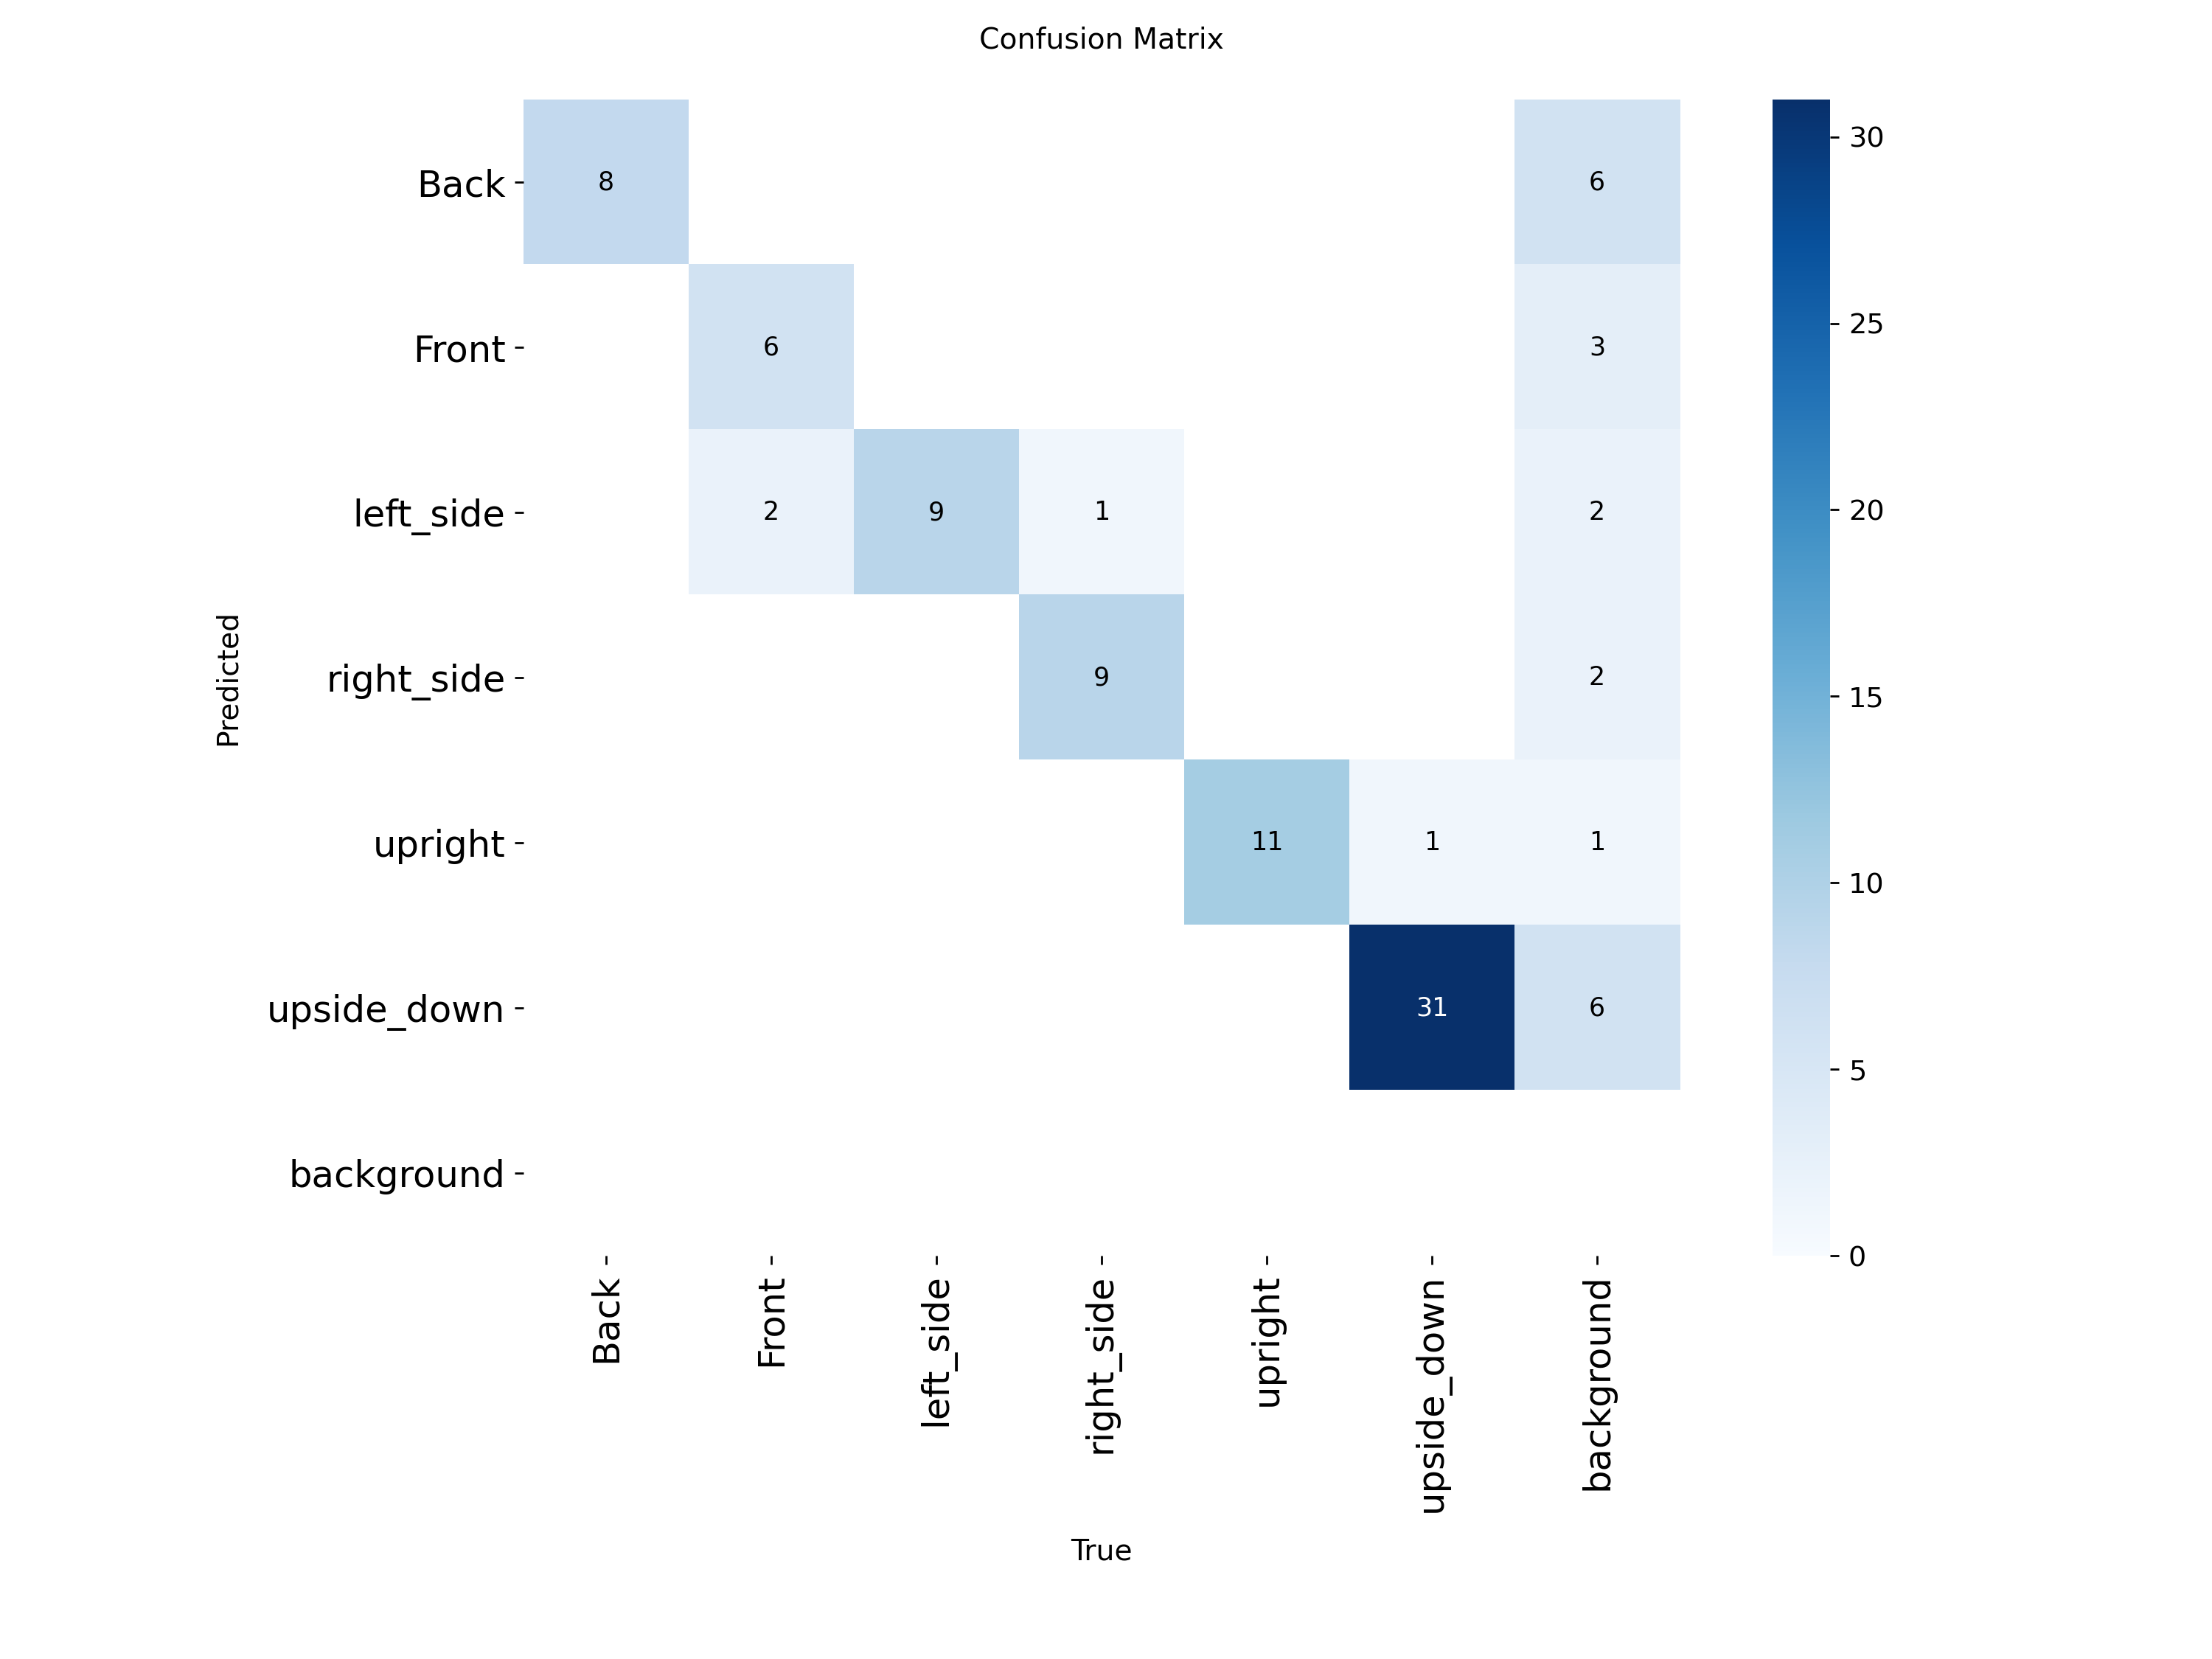 Confusion Matrix
Back
8
6
30
Front
6
3
25
left_side
2
9
1
2
20
Predicted
right_side
9
2
15
upright
11
1
1
10
upside_down
31
6
5
background
0
Back
Front
left_side
right_side
upright
upside_down
background
True